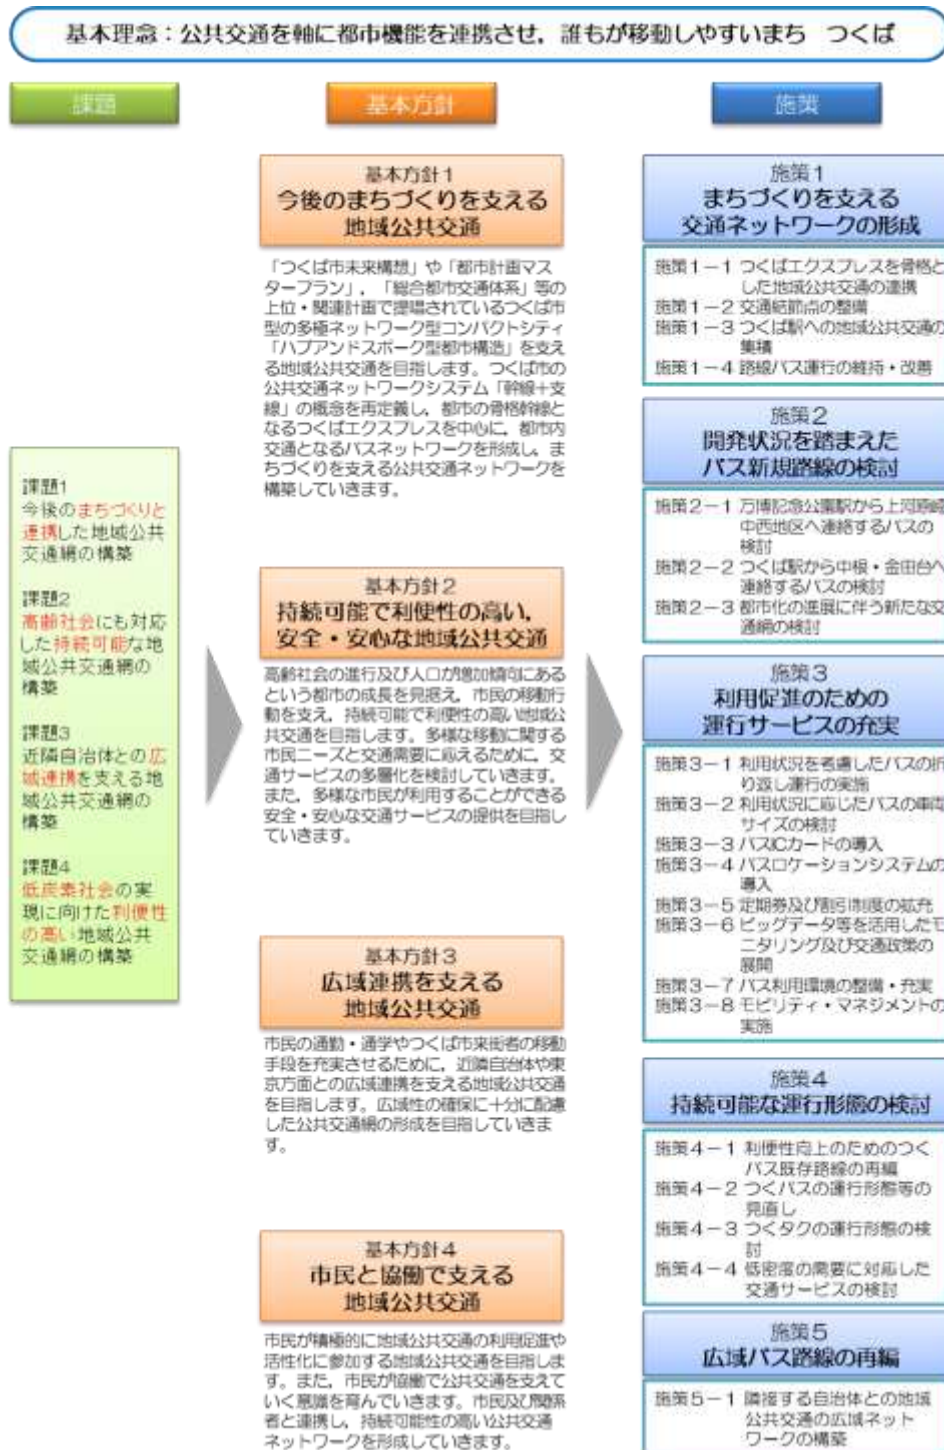 基本理念：公共交通を軸に都市機能を連携させ，誰もが移動しやすいまち　つくば
課題
基本方針
施策
課題1
今後のまちづくりと
連携した地域公共
交通網の構築
課題2
高齢社会にも対応
した持続可能な地
域公共交通網の
構築
課題3
近隣自治体との広
域連携を支える地
域公共交通網の
構築
課題4
低炭素社会の実
現に向けた利便性
の高い地域公共
交通網の構築
基本方針１
今後のまちづくりを支える
地域公共交通
「つくば市未来構想」や「都市計画マス
タープラン」，「総合都市交通体系」等の
上位・関連計画で提唱されているつくば市
型の多極ネットワーク型コンパクトシティ
「ハブアンドスポーク型都市構造」を支え
る地域公共交通を目指します。つくば市の
公共交通ネットワークシステム「幹線＋支
線」の概念を再定義し，都市の骨格幹線と
なるつくばエクスプレスを中心に，都市内
交通となるバスネットワークを形成し，ま
ちづくりを支える公共交通ネットワークを
構築していきます。
基本方針２
持続可能で利便性の高い，
安全・安心な地域公共交通
高齢社会の進行及び人口が増加傾向にある
という都市の成長を見据え，市民の移動行
動を支え，持続可能で利便性の高い地域公
共交通を目指します。多様な移動に関する
市民ニーズと交通需要に応えるために，交
通サービスの多層化を検討していきます。
また，多様な市民が利用することができる
安全・安心な交通サービスの提供を目指し
ていきます。
基本方針３
広域連携を支える
地域公共交通
市民の通勤・通学やつくば市来街者の移動
手段を充実させるために，近隣自治体や東
京方面との広域連携を支える地域公共交通
を目指します。広域性の確保に十分に配慮
した公共交通網の形成を目指していきま
す。
基本方針４
市民と協働で支える
地域公共交通
市民が積極的に地域公共交通の利用促進や
活性化に参加する地域公共交通を目指しま
す。また，市民が協働で公共交通を支えて
いく意識を育んでいきます。市民及び関係
者と連携し，持続可能性の高い公共交通
ネットワークを形成していきます。
施策１
まちづくりを支える
交通ネットワークの形成
施策１－１ つくばエクスプレスを骨格と
した地域公共交通の連携
施策１－２ 交通結節点の整備
施策１－３ つくば駅への地域公共交通の
集積
施策１－４ 路線バス運行の維持・改善
施策２
開発状況を踏まえた
バス新規路線の検討
施策２－１ 万博記念公園駅から上河原崎
中西地区へ連絡するバスの
検討
施策２－２ つくば駅から中根・金田台へ
連絡するバスの検討
施策２－３ 都市化の進展に伴う新たな交
通網の検討
施策３
利用促進のための
運行サービスの充実
施策３－１ 利用状況を考慮したバスの折
り返し運行の実施
施策３－２ 利用状況に応じたバスの車両
サイズの検討
施策３－３ バスICカードの導入
施策３－４ バスロケーションシステムの
導入
施策３－５ 定期券及び割引制度の拡充
施策３－６ ビッグデータ等を活用したモ
ニタリング及び交通政策の
展開
施策３－７ バス利用環境の整備・充実
施策３－８ モビリティ・マネジメントの
実施
施策４
持続可能な運行形態の検討
施策４－１ 利便性向上のためのつく
バス既存路線の再編
施策４－２ つくバスの運行形態等の
見直し
施策４－３ つくタクの運行形態の検
討
施策４－４ 低密度の需要に対応した
交通サービスの検討
施策５
広域バス路線の再編
施策５－１ 隣接する自治体との地域
公共交通の広域ネット
ワークの構築